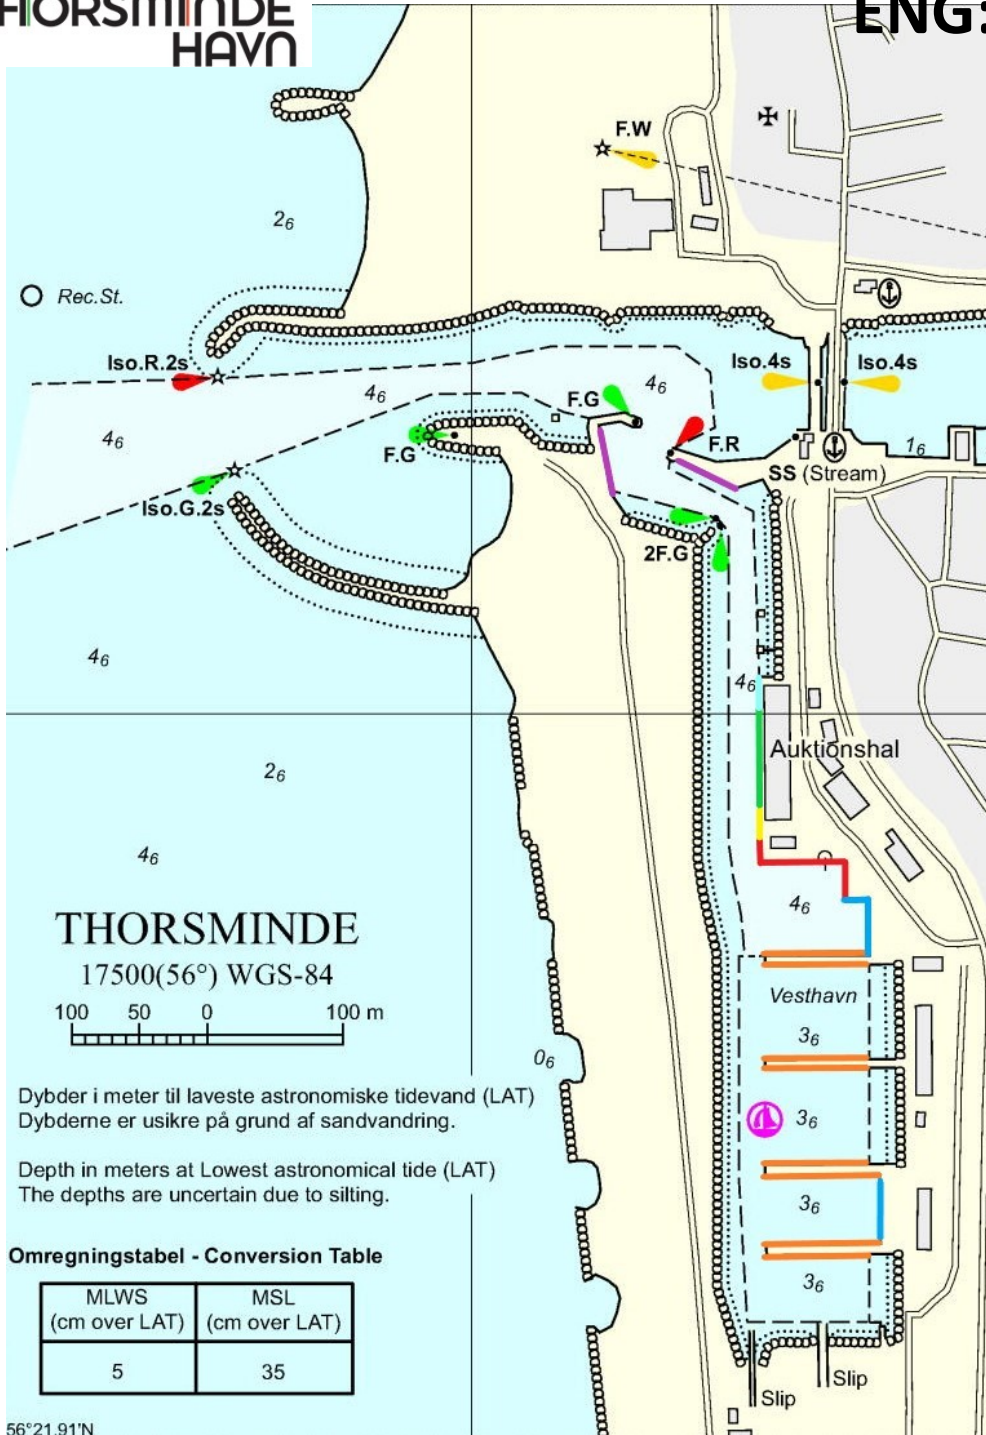 THORSMINDE
HAVN
ENG:
F.W
2₆
Rec.St.
Iso.R.2s
Iso.4s
Iso.4s
4₆
4₆
4₆
F.G
F.G
F.R
1₆
SS (Stream)
Iso.G.2s
2F.G
4₆
4₆
Auktionshal
2₆
4₆
4₆
THORSMINDE
17500(56°) WGS-84
100 50 0 100 m
Vesthavn
3₆
0₆
Dybder i meter til laveste astronomiske tidevand (LAT)
Dybderne er usikre på grund af sandvandring.
3₆
Depth in meters at Lowest astronomical tide (LAT)
The depths are uncertain due to silting.
3₆
Omregningstabel - Conversion Table
MLWS
(cm over LAT)
MSL
(cm over LAT)
5
35
3₆
Slip
Slip
56°21.91'N